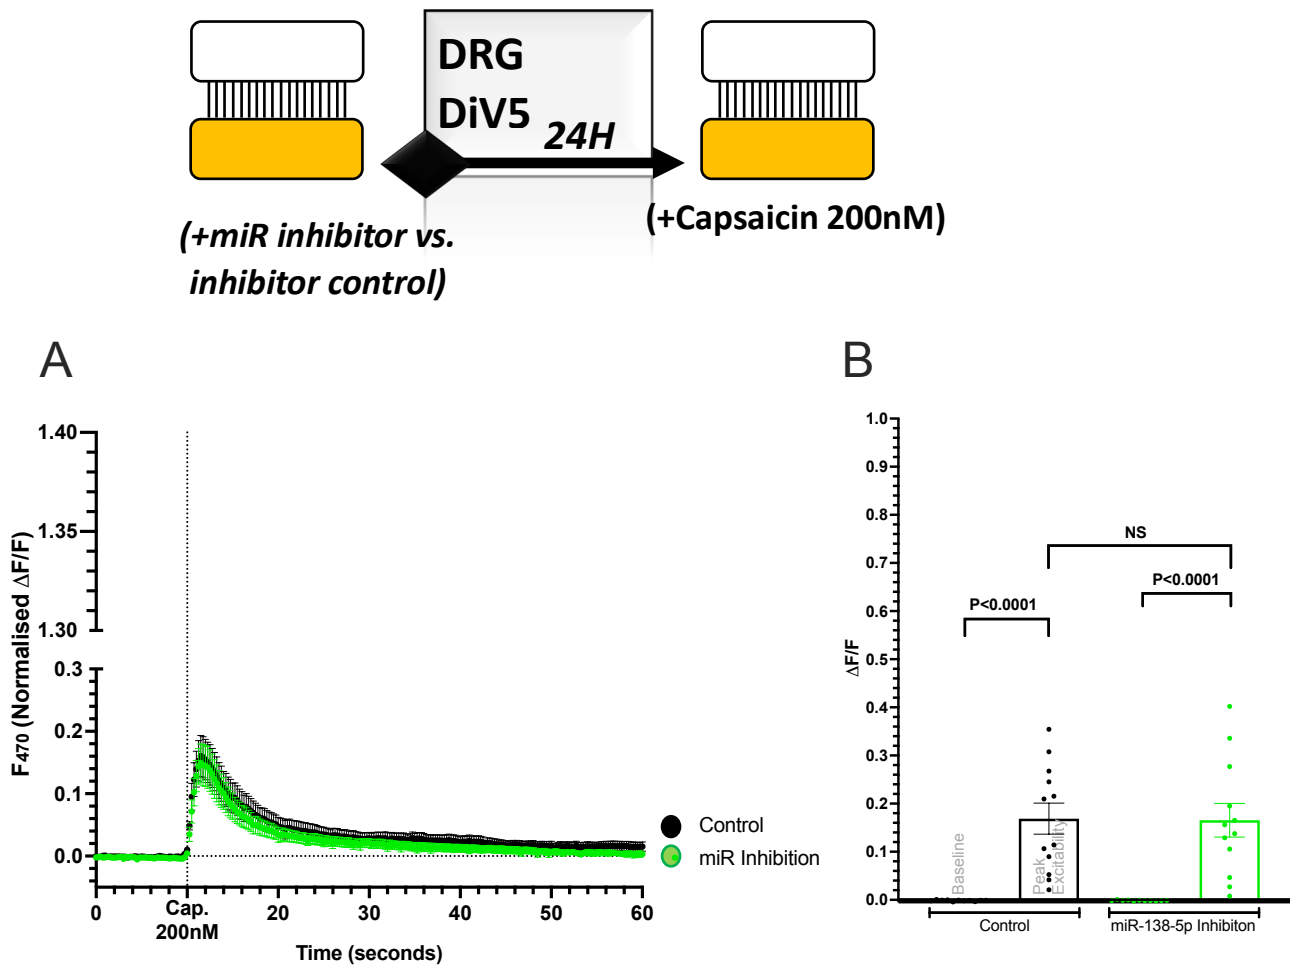 DRG
DiV5
24H
(+miR inhibitor vs.
inhibitor control)
(+Capsaicin 200nM)
A
F470 (Normalised ΔF/F)
1.40
1.35
1.30
0.3
0.2
0.1
0.0
0
Cap.
200nM
20
30
40
50
60
Time (seconds)
Control
miR Inhibition
B
ΔF/F
1.0
0.9
0.8
0.7
0.6
0.5
0.4
0.3
0.2
0.1
0.0
NS
P<0.0001
P<0.0001
Baseline
Peak
Excitability
Control
miR-138-5p Inhibiton